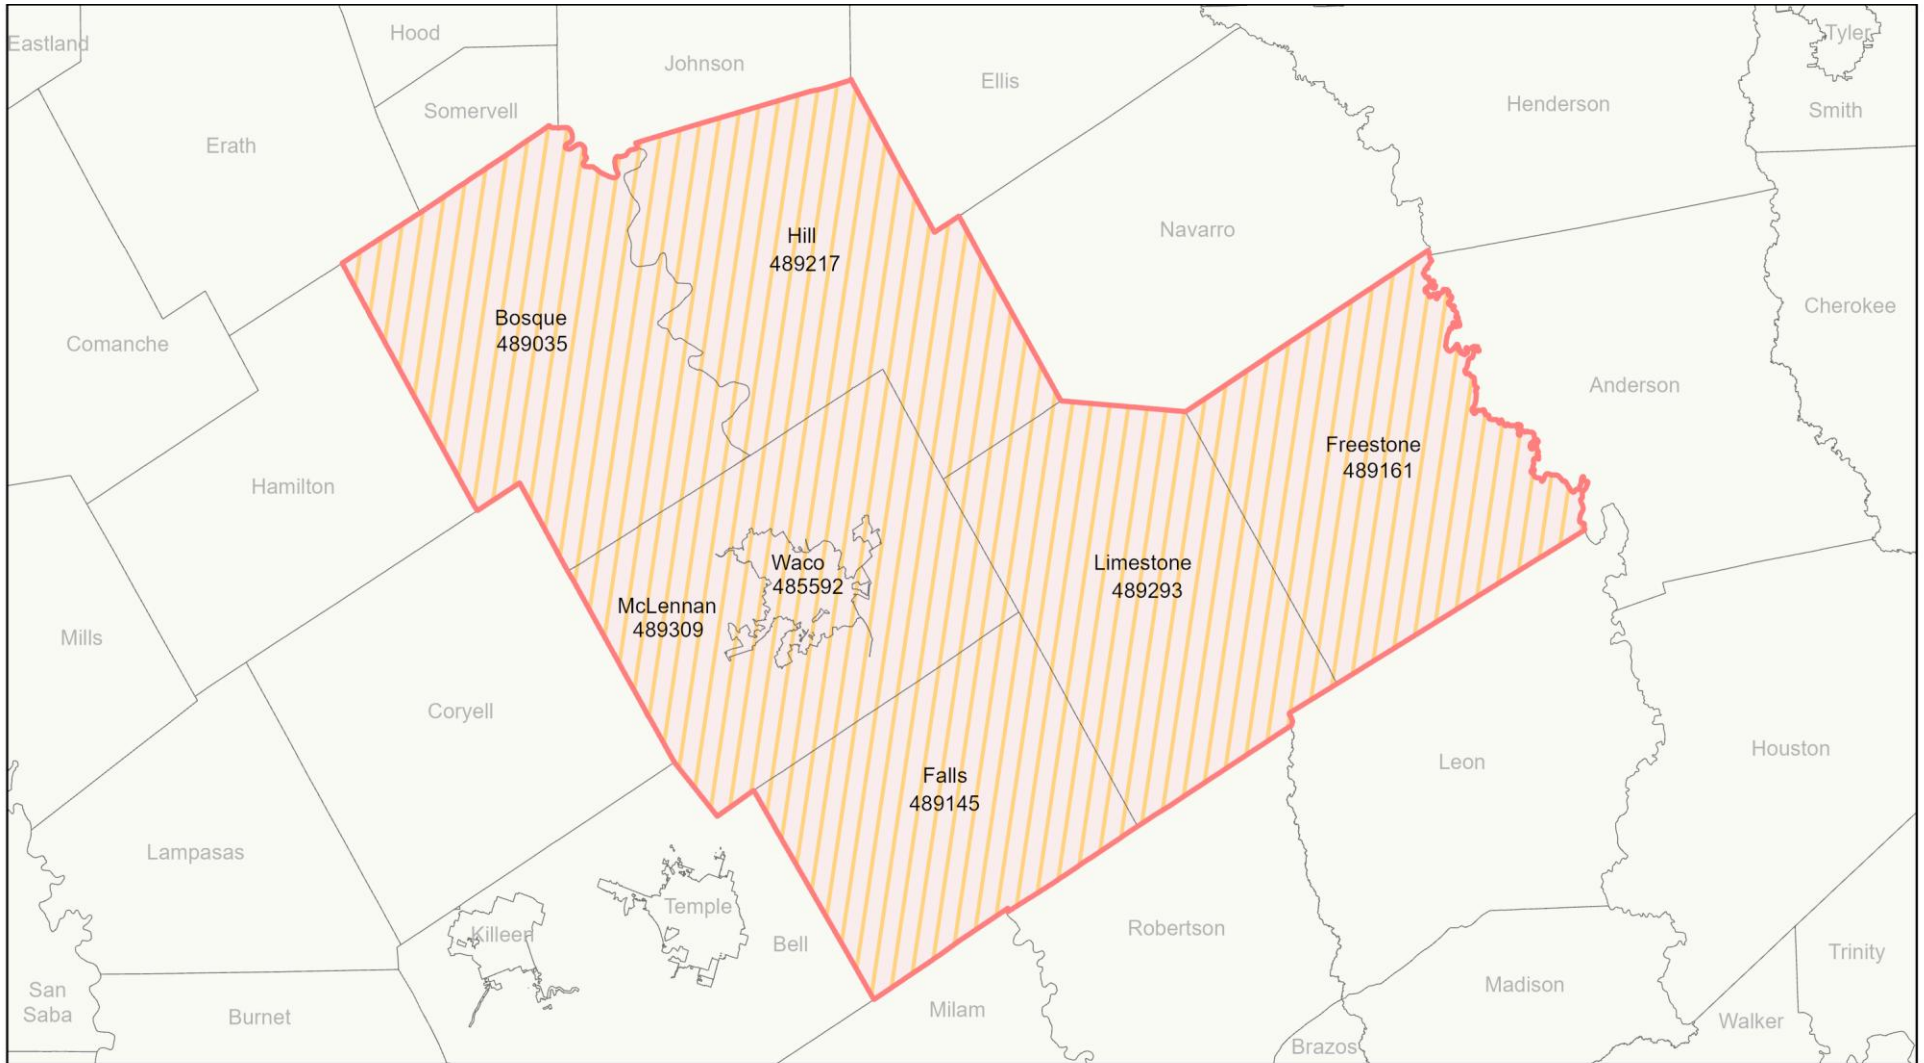 Eastland
Hood
Johnson
Ellis
Tyler
Henderson
Smith
Somervell
Erath
Navarro
Hill
489217
Cherokee
Bosque
489035
Comanche
Anderson
Freestone
489161
Hamilton
Waco
485592
Limestone
489293
McLennan
489309
Mills
Coryell
Houston
Leon
Falls
489145
Lampasas
Temple
Killeen
Bell
Robertson
Trinity
Madison
San
Saba
Burnet
Milam
Walker
Brazos